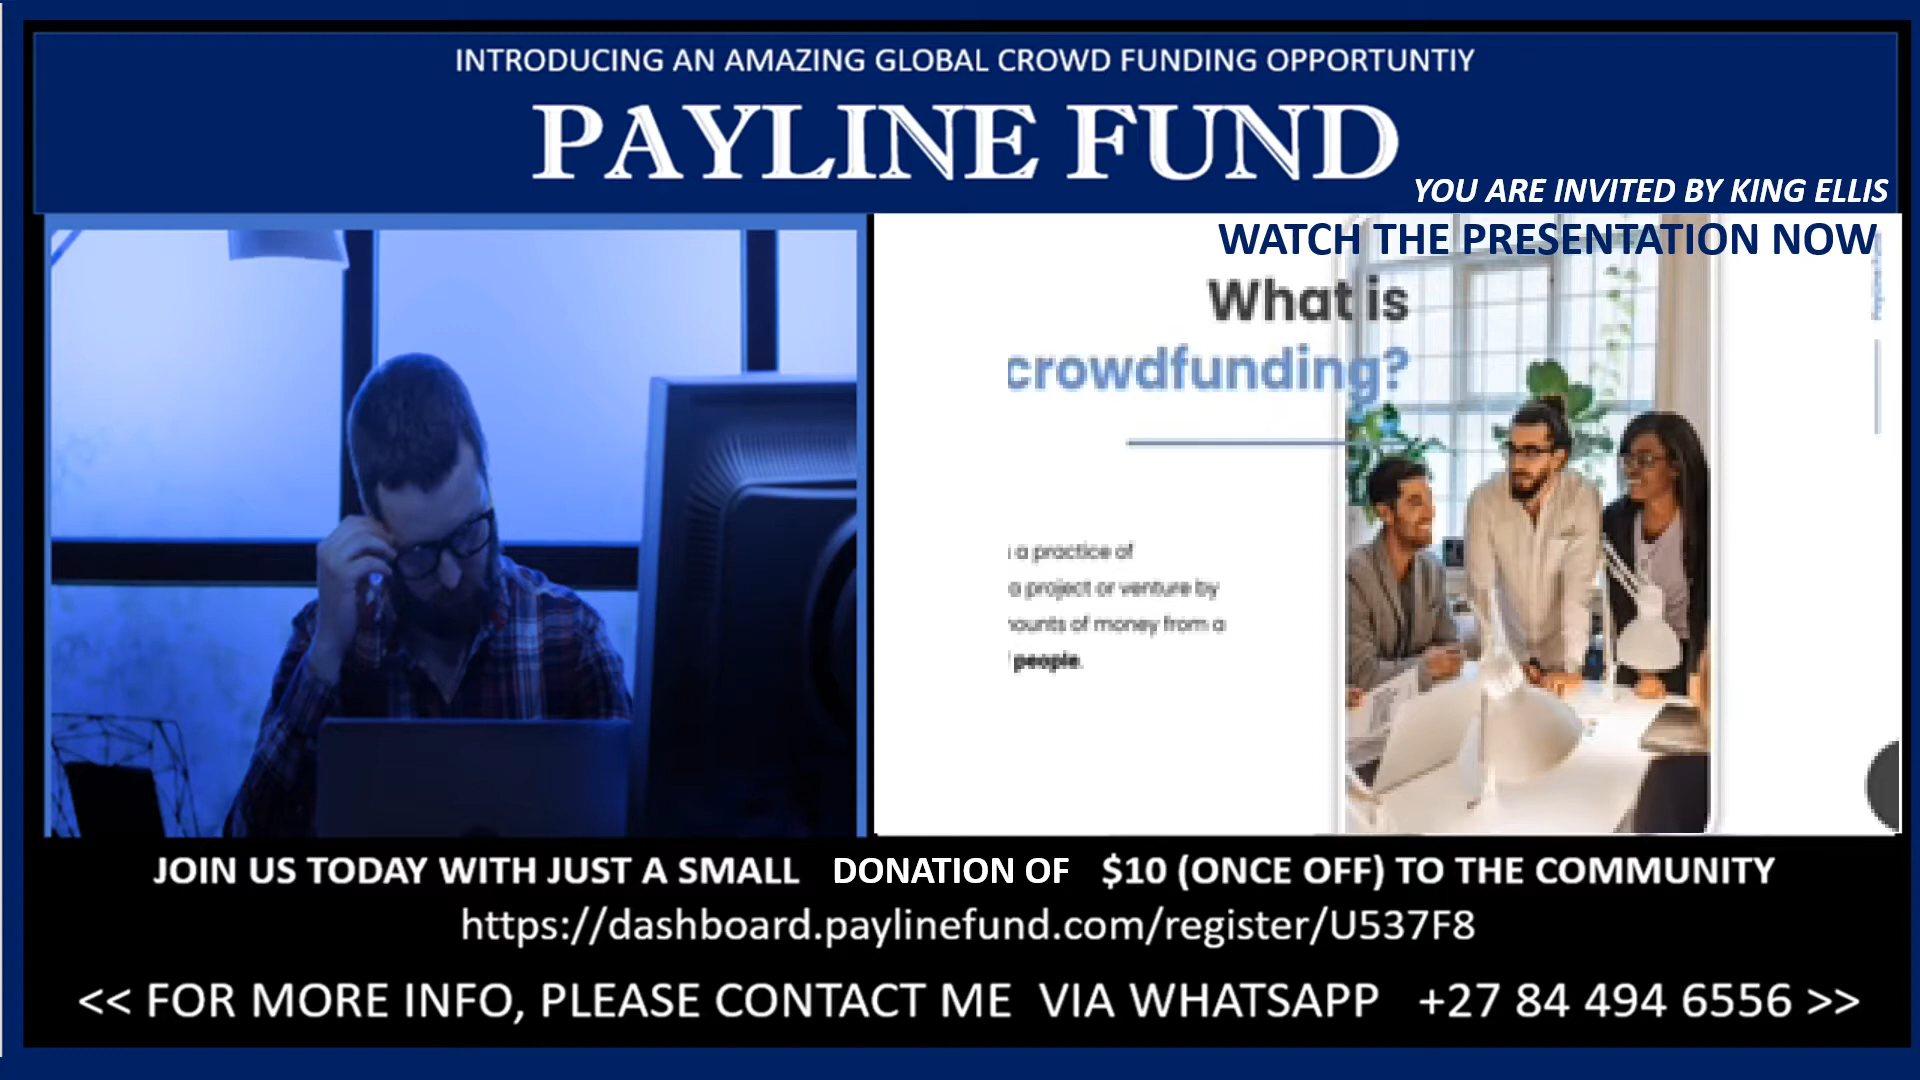 INTRODUCING AN AMAZING GLOBAL CROWD FUNDING OPPORTUNTIY
PAYLINE FUND
YOU ARE INVITED BY KING ELLIS
WATCH THE PRESENTATION NOW
What is
crowdfunding?
a practice of
a project or venture by
of money from a
people.
JOIN US TODAY WITH JUST A SMALL DONATION OF $10 (ONCE OFF) TO THE COMMUNITY
https://dashboard.paylinefund.com/register/U537F8
<< FOR MORE INFO, PLEASE CONTACT ME VIA WHATSAPP +27 84 494 6556 >>